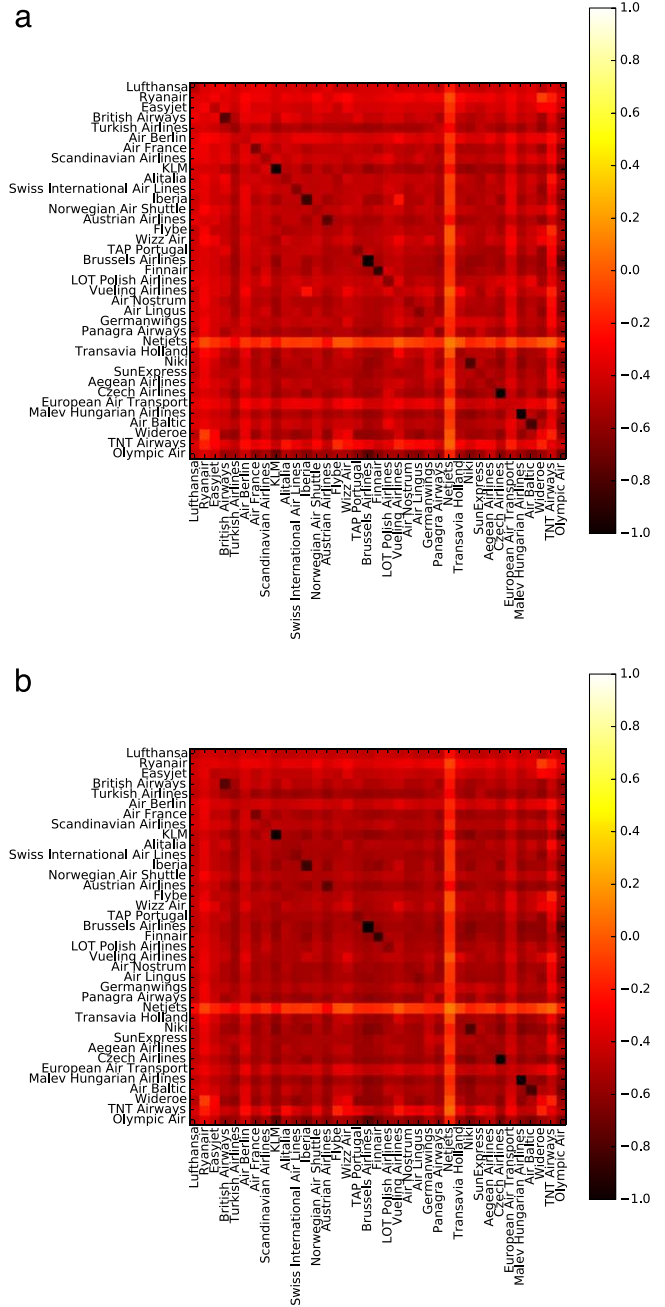 a
Lufthansa
Ryanair
Easyjet
British Airways
Turkish Airlines
Air Berlin
Air France
Scandinavian Airlines
KLM
Alitalia
Swiss International Air Lines
Iberia
Norwegian Air Shuttle
Austrian Airlines
Flybe
Wizz Air
TAP Portugal
Brussels Airlines
Finnair
LOT Polish Airlines
Vueling Airlines
Air Nostrum
Air Lingus
Germanwings
Panagra Airways
Netjets
Transavia Holland
Niki
SunExpress
Aegean Airlines
Czech Airlines
European Air Transport
Malev Hungarian Airlines
Air Baltic
Wideroe
TNT Airways
Olympic Air
Lufthansa
Ryanair
Easyjet
British Airways
Turkish Airlines
Air Berlin
Air France
Scandinavian Airlines
KLM
Alitalia
Swiss International Air Lines
Iberia
Norwegian Air Shuttle
Austrian Airlines
Flybe
Wizz Air
TAP Portugal
Brussels Airlines
Finnair
LOT Polish Airlines
Vueling Airlines
Air Nostrum
Air Lingus
Germanwings
Panagra Airways
Netjets
Transavia Holland
Niki
SunExpress
Aegean Airlines
Czech Airlines
European Air Transport
Malev Hungarian Airlines
Air Baltic
Wideroe
TNT Airways
Olympic Air
1.0
0.8
0.6
0.4
0.2
0.0
−0.2
−0.4
−0.6
−0.8
−1.0
b
Lufthansa
Ryanair
Easyjet
British Airways
Turkish Airlines
Air Berlin
Air France
Scandinavian Airlines
KLM
Alitalia
Swiss International Air Lines
Iberia
Norwegian Air Shuttle
Austrian Airlines
Flybe
Wizz Air
TAP Portugal
Brussels Airlines
Finnair
LOT Polish Airlines
Vueling Airlines
Air Nostrum
Air Lingus
Germanwings
Panagra Airways
Netjets
Transavia Holland
Niki
SunExpress
Aegean Airlines
Czech Airlines
European Air Transport
Malev Hungarian Airlines
Air Baltic
Wideroe
TNT Airways
Olympic Air
Lufthansa
Ryanair
Easyjet
British Airways
Turkish Airlines
Air Berlin
Air France
Scandinavian Airlines
KLM
Alitalia
Swiss International Air Lines
Iberia
Norwegian Air Shuttle
Austrian Airlines
Flybe
Wizz Air
TAP Portugal
Brussels Airlines
Finnair
LOT Polish Airlines
Vueling Airlines
Air Nostrum
Air Lingus
Germanwings
Panagra Airways
Netjets
Transavia Holland
Niki
SunExpress
Aegean Airlines
Czech Airlines
European Air Transport
Malev Hungarian Airlines
Air Baltic
Wideroe
TNT Airways
Olympic Air
1.0
0.8
0.6
0.4
0.2
0.0
−0.2
−0.4
−0.6
−0.8
−1.0